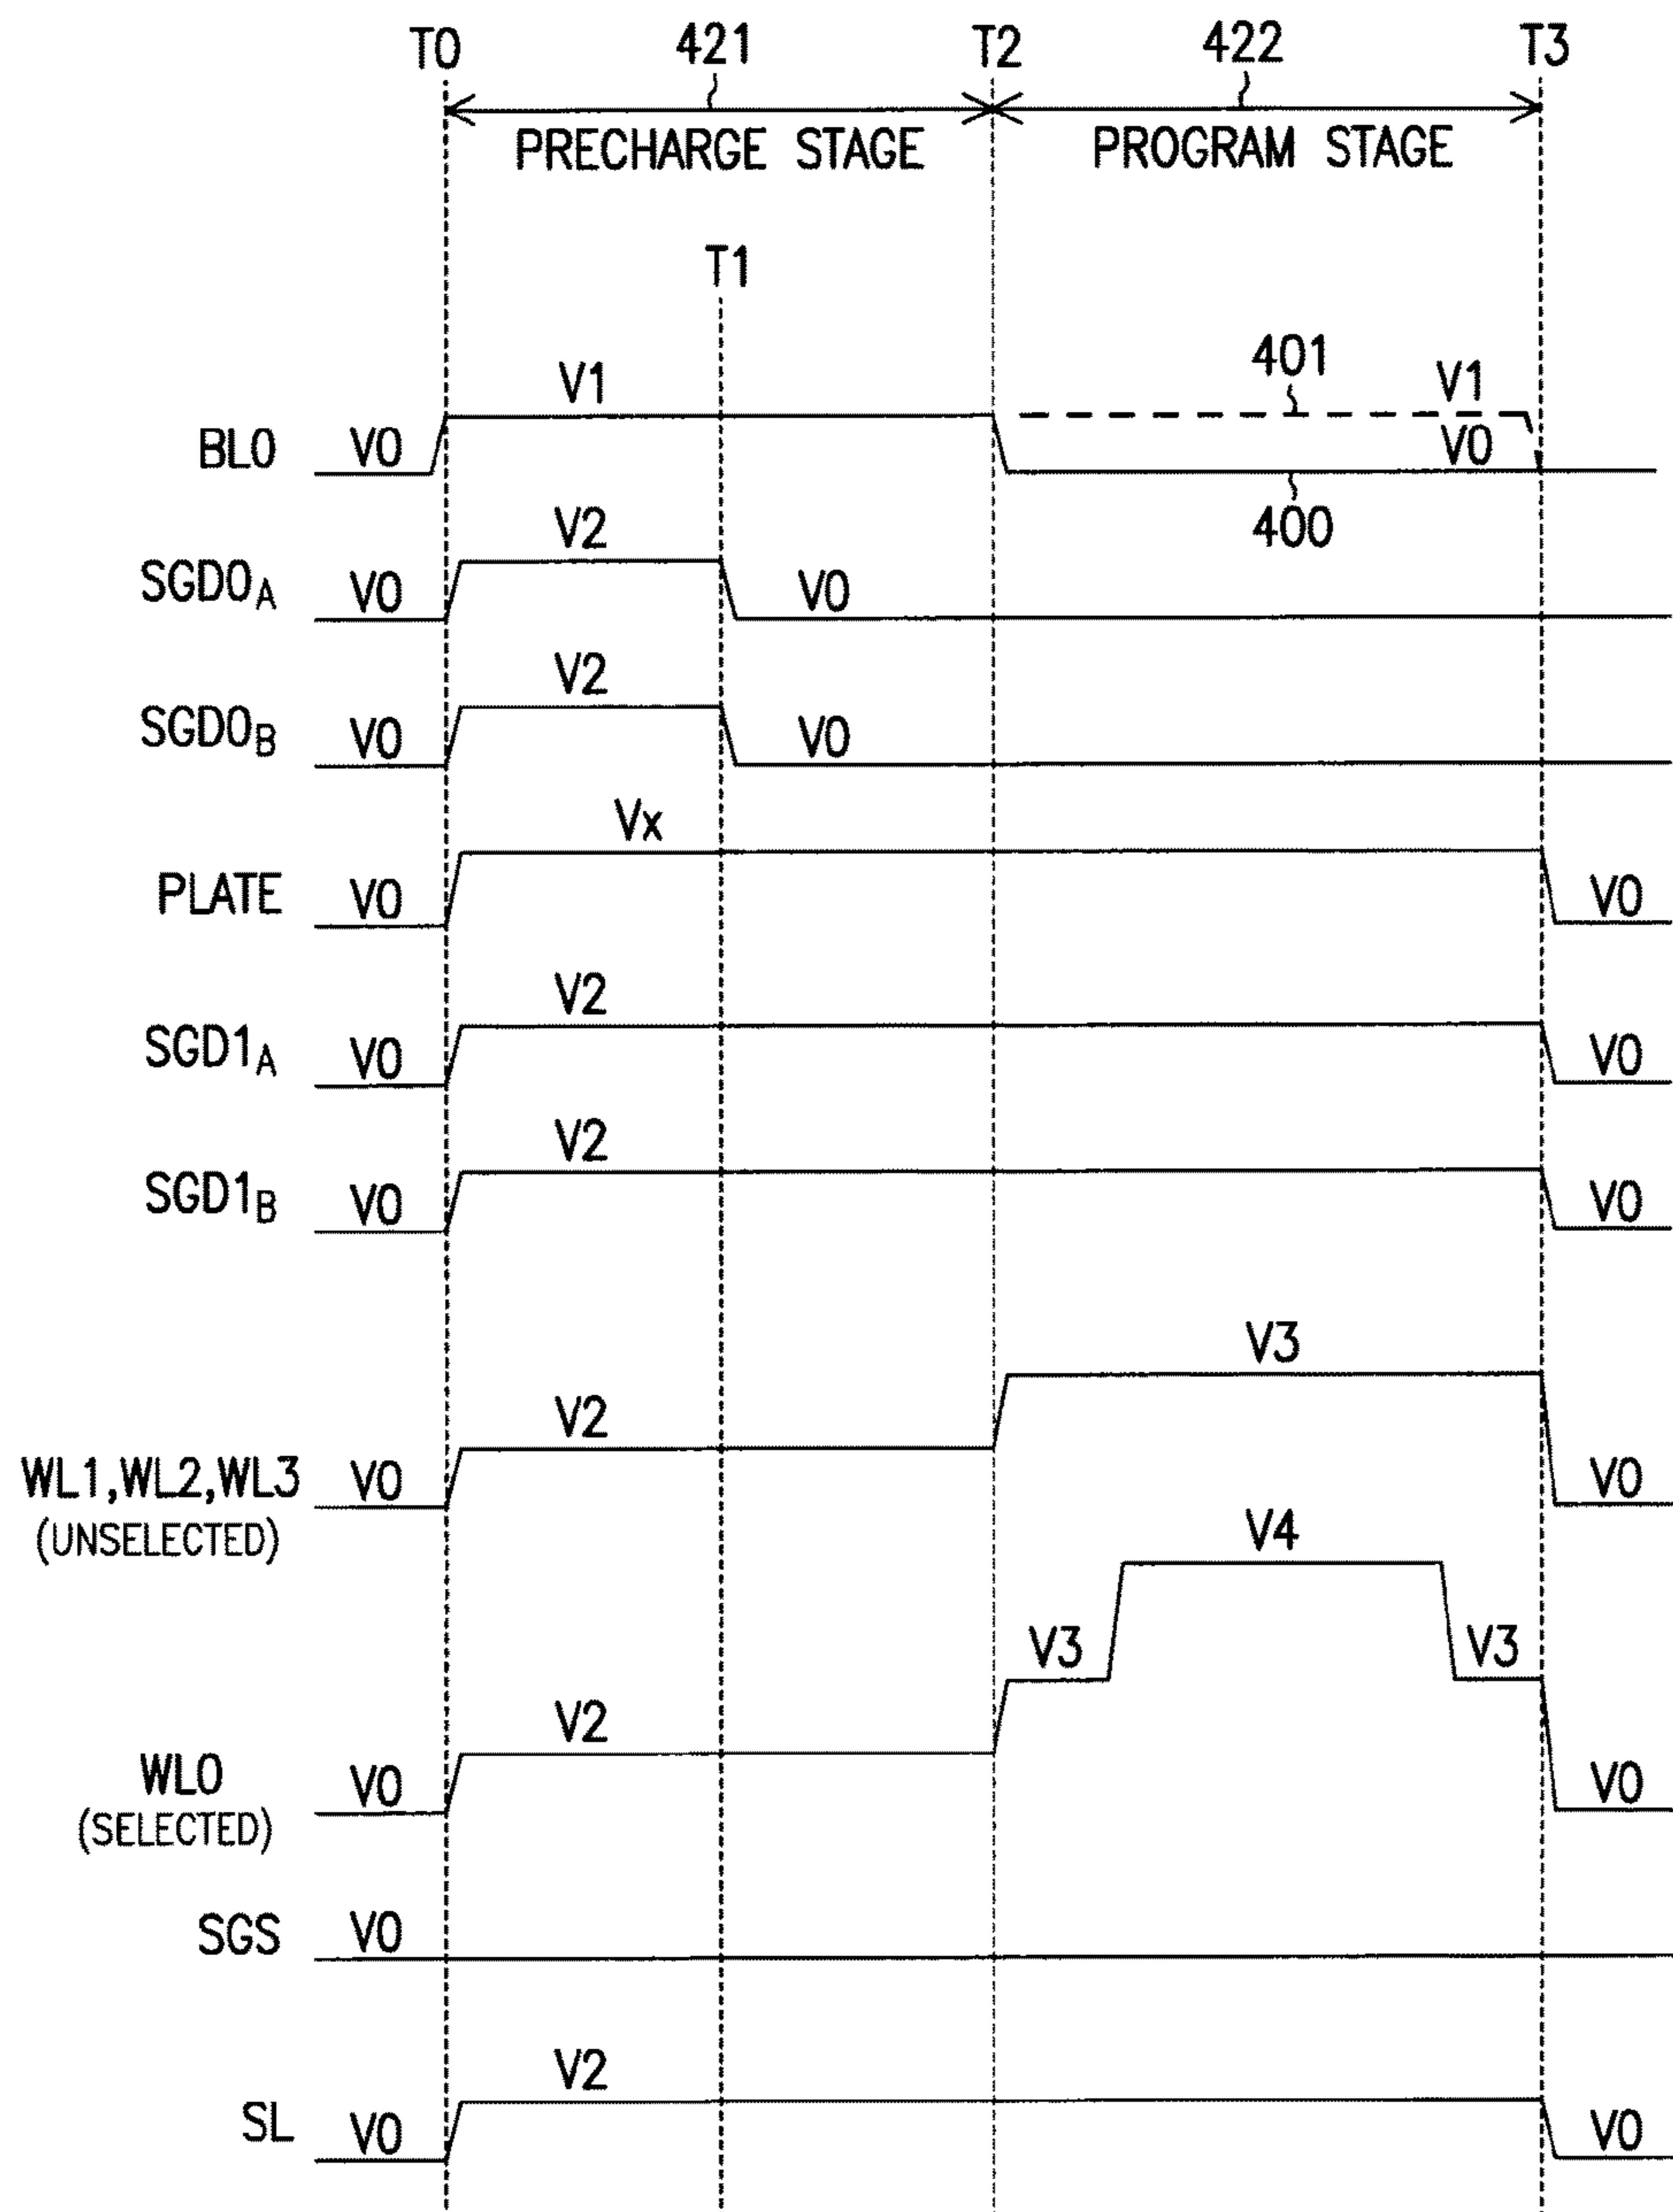 T0 421 T2 422 T3
PRECHARGE STAGE PROGRAM STAGE
T1
401
V1 V1
BL0 V0 V0
400
V2
SGD0A V0 V0
V2
SGD0B V0 V0
Vx
PLATE V0 V0
V2
SGD1A V0 V0
V2
SGD1B V0 V0
V3
V2
WL1,WL2,WL3 V0 V0
(UNSELECTED)
V4
V3 V3
V2
WL0 V0 V0
(SELECTED)
SGS V0
V2
SL V0 V0